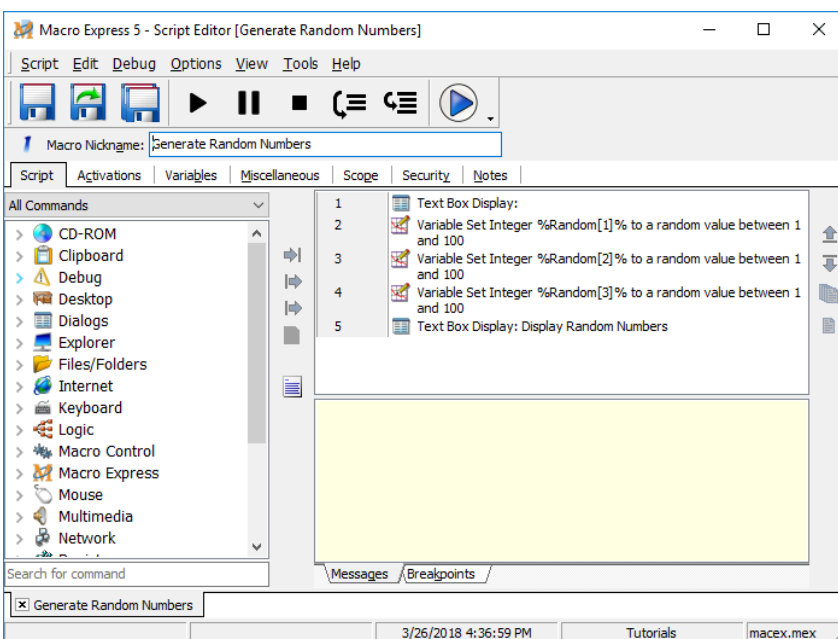 Macro Express 5 - Script Editor [Generate Random Numbers]
Script Edit Debug Options View Tools Help
Macro Nickname: Generate Random Numbers
Script Activations Variables Miscellaneous Scope Security Notes
All Commands
CD-ROM
Clipboard
Debug
Desktop
Dialogs
Explorer
Files/Folders
Internet
Keyboard
Logic
Macro Control
Macro Express
Mouse
Multimedia
Network
Search for command
1 Text Box Display:
2 Variable Set Integer %Random[1]% to a random value between 1
and 100
3 Variable Set Integer %Random[2]% to a random value between 1
and 100
4 Variable Set Integer %Random[3]% to a random value between 1
and 100
5 Text Box Display: Display Random Numbers
Messages Breakpoints
Generate Random Numbers
3/26/2018 4:36:59 PM Tutorials macex.mex